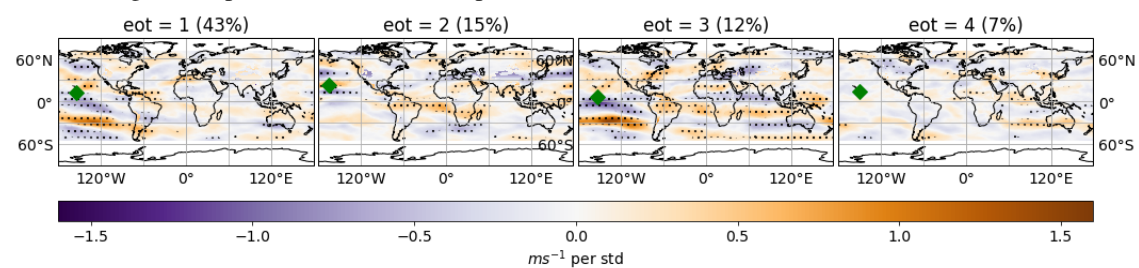 eot = 1 (43%) eot = 2 (15%) eot = 3 (12%) eot = 4 (7%)
60°N 60°N 60°N
0° 0° 0°
60°S 60°S 60°S
120°W 0° 120°E 120°W 0° 120°E 120°W 0° 120°E 120°W 0° 120°E
−1.5 −1.0 −0.5 0.0 0.5 1.0 1.5
ms⁻¹ per std